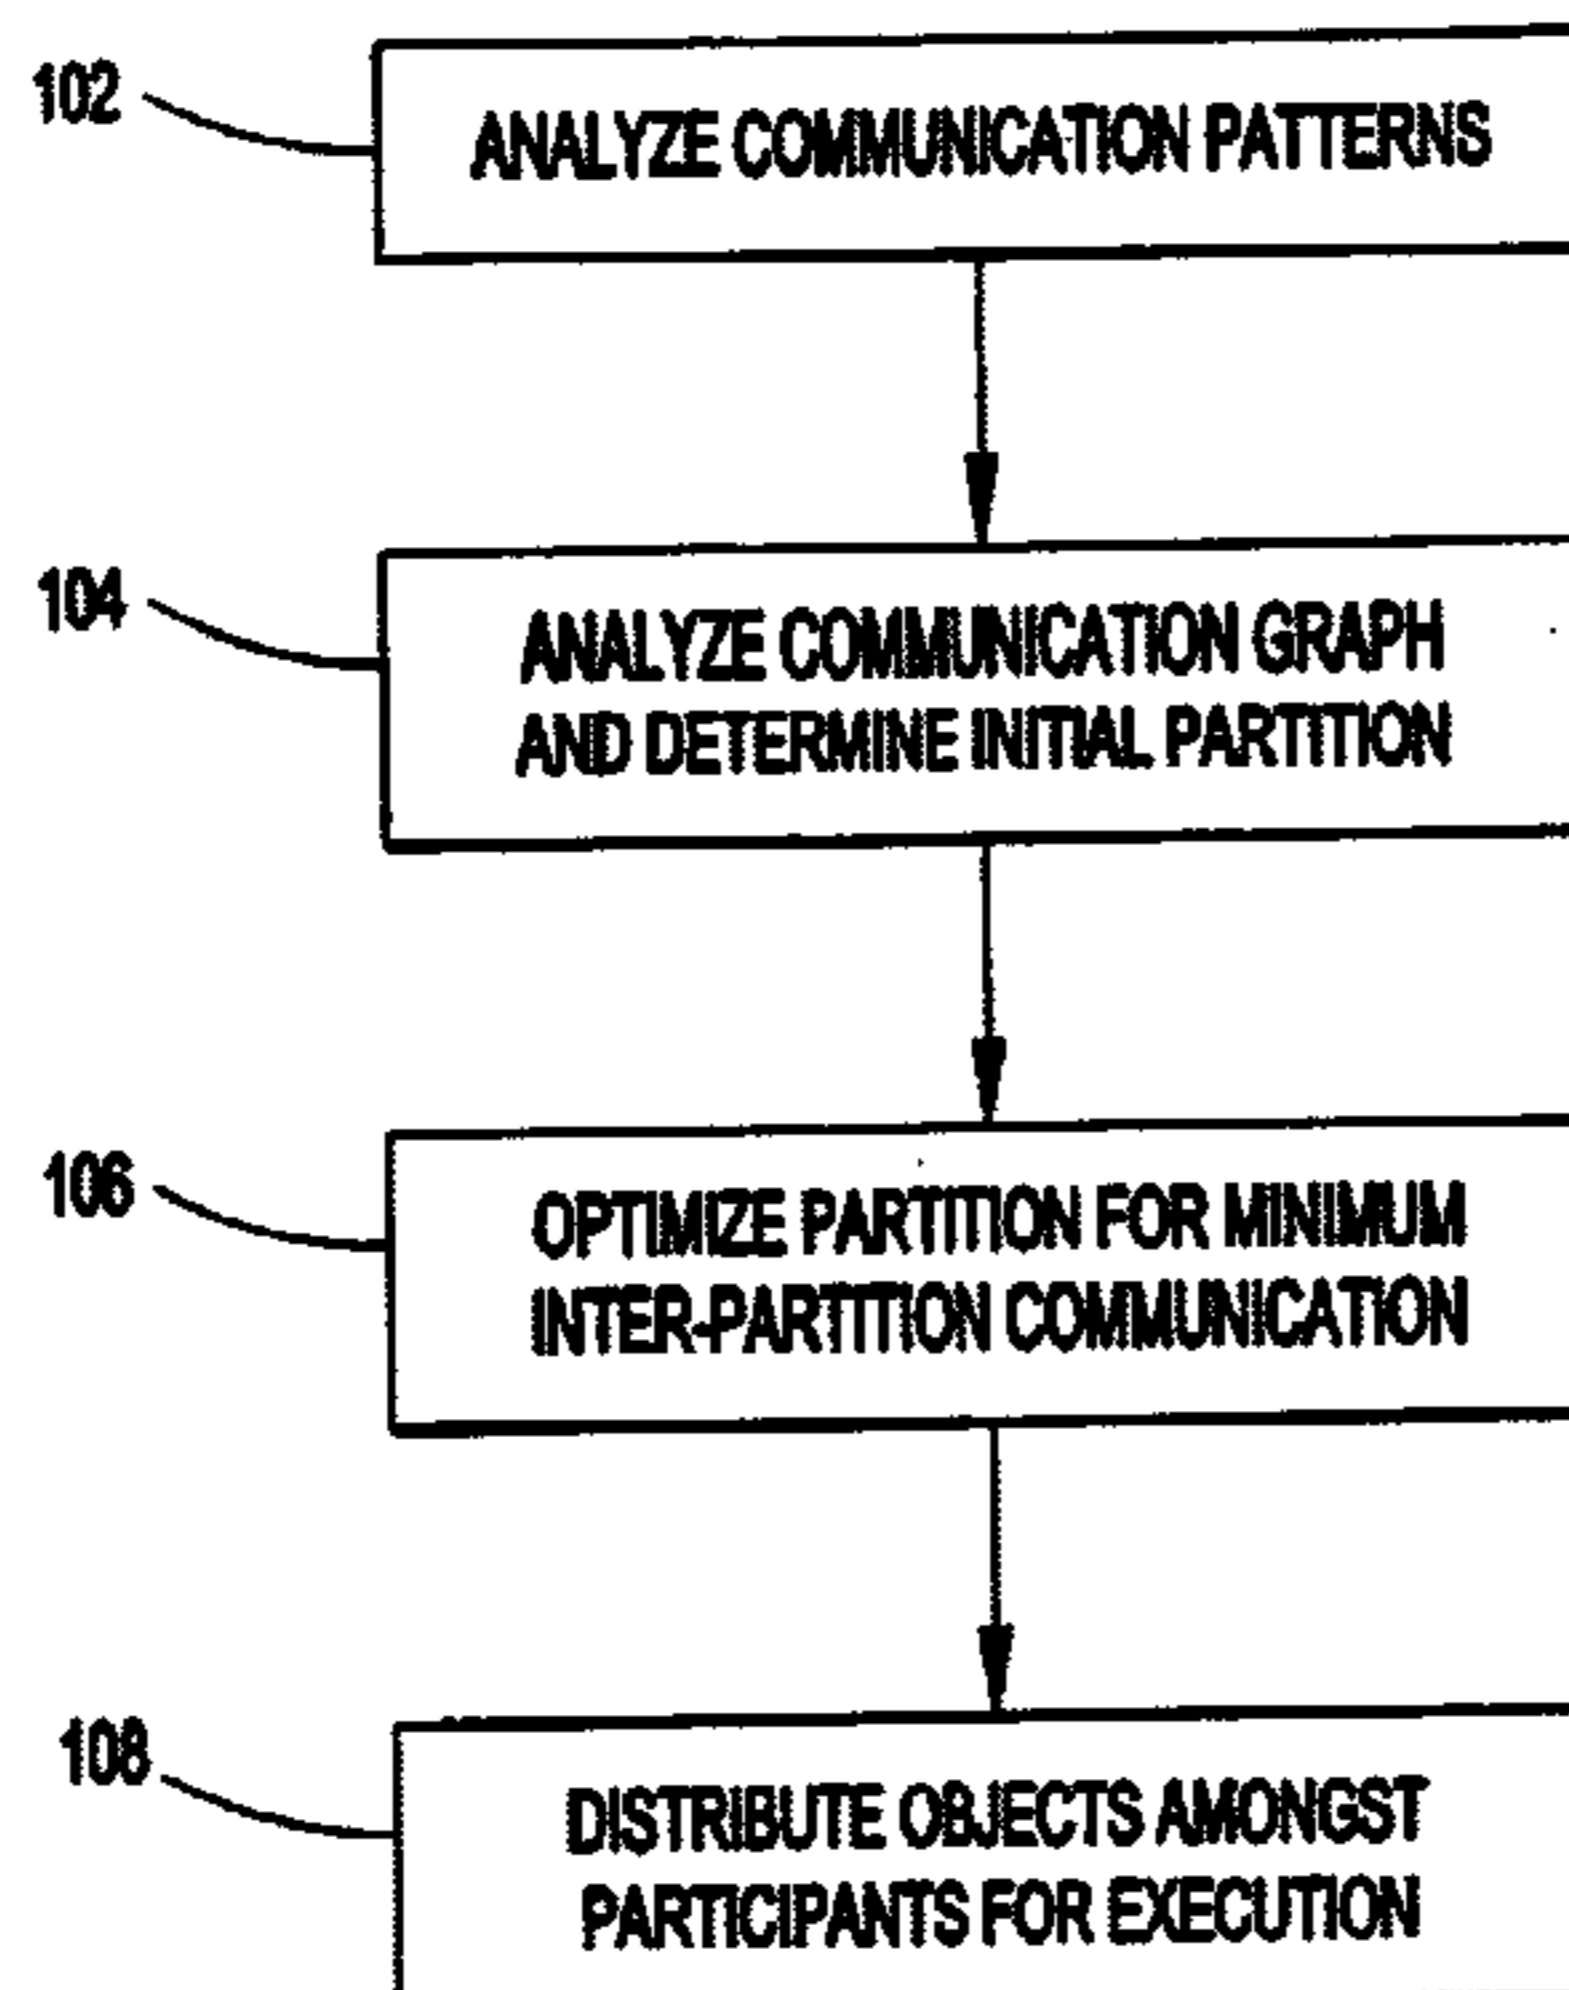 102
ANALYZE COMMUNICATION PATTERNS
104
ANALYZE COMMUNICATION GRAPH
AND DETERMINE INITIAL PARTITION
106
OPTIMIZE PARTITION FOR MINIMUM
INTER-PARTITION COMMUNICATION
108
DISTRIBUTE OBJECTS AMONGST
PARTICIPANTS FOR EXECUTION